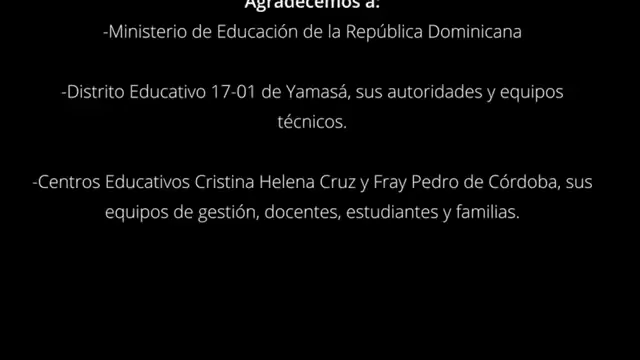 Agradecemos a:
-Ministerio de Educación de la República Dominicana
-Distrito Educativo 17-01 de Yamasá, sus autoridades y equipos
técnicos.
-Centros Educativos Cristina Helena Cruz y Fray Pedro de Córdoba, sus
equipos de gestión, docentes, estudiantes y familias.